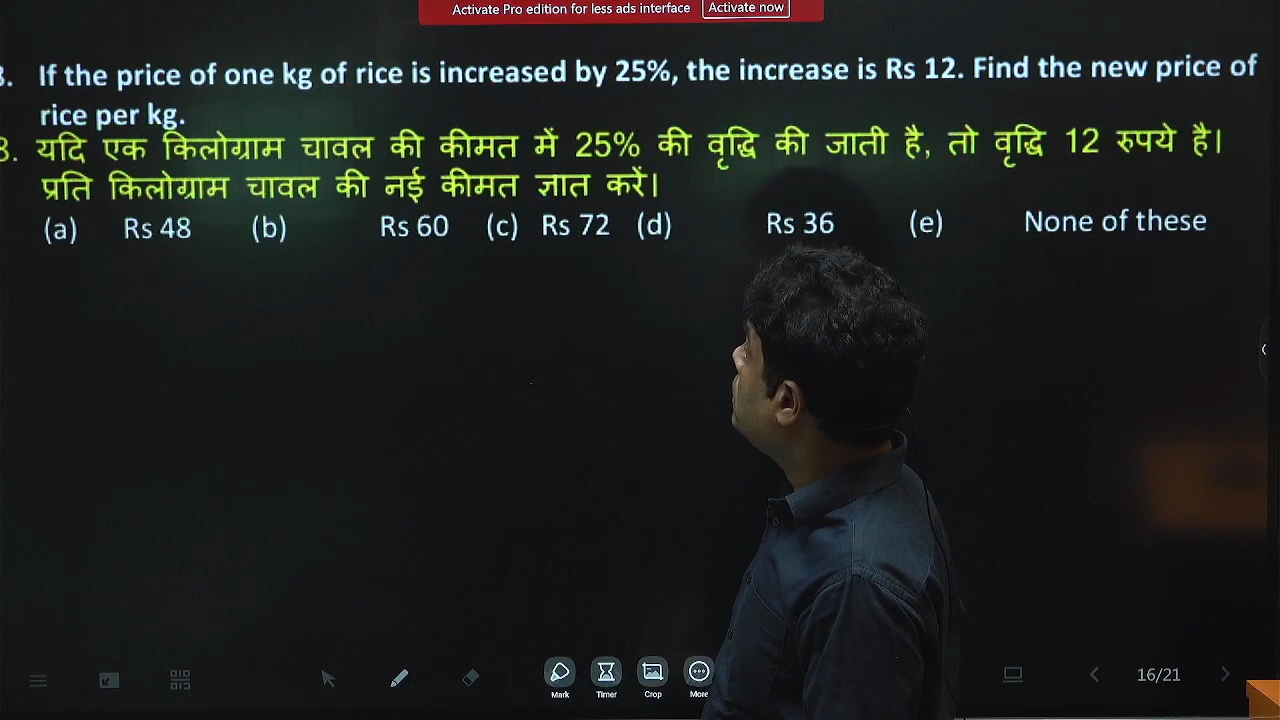 Activate Pro edition for less ads interface Activate now
3. If the price of one kg of rice is increased by 25%, the increase is Rs 12. Find the new price of
rice per kg.
3. यदि एक किलोग्राम चावल की कीमत में 25% की वृद्धि की जाती है, तो वृद्धि 12 रुपये है।
प्रति किलोग्राम चावल की नई कीमत ज्ञात करें।
(a) Rs 48 (b) Rs 60 (c) Rs 72 (d) Rs 36 (e) None of these
Mark Timer Crop More 16/21